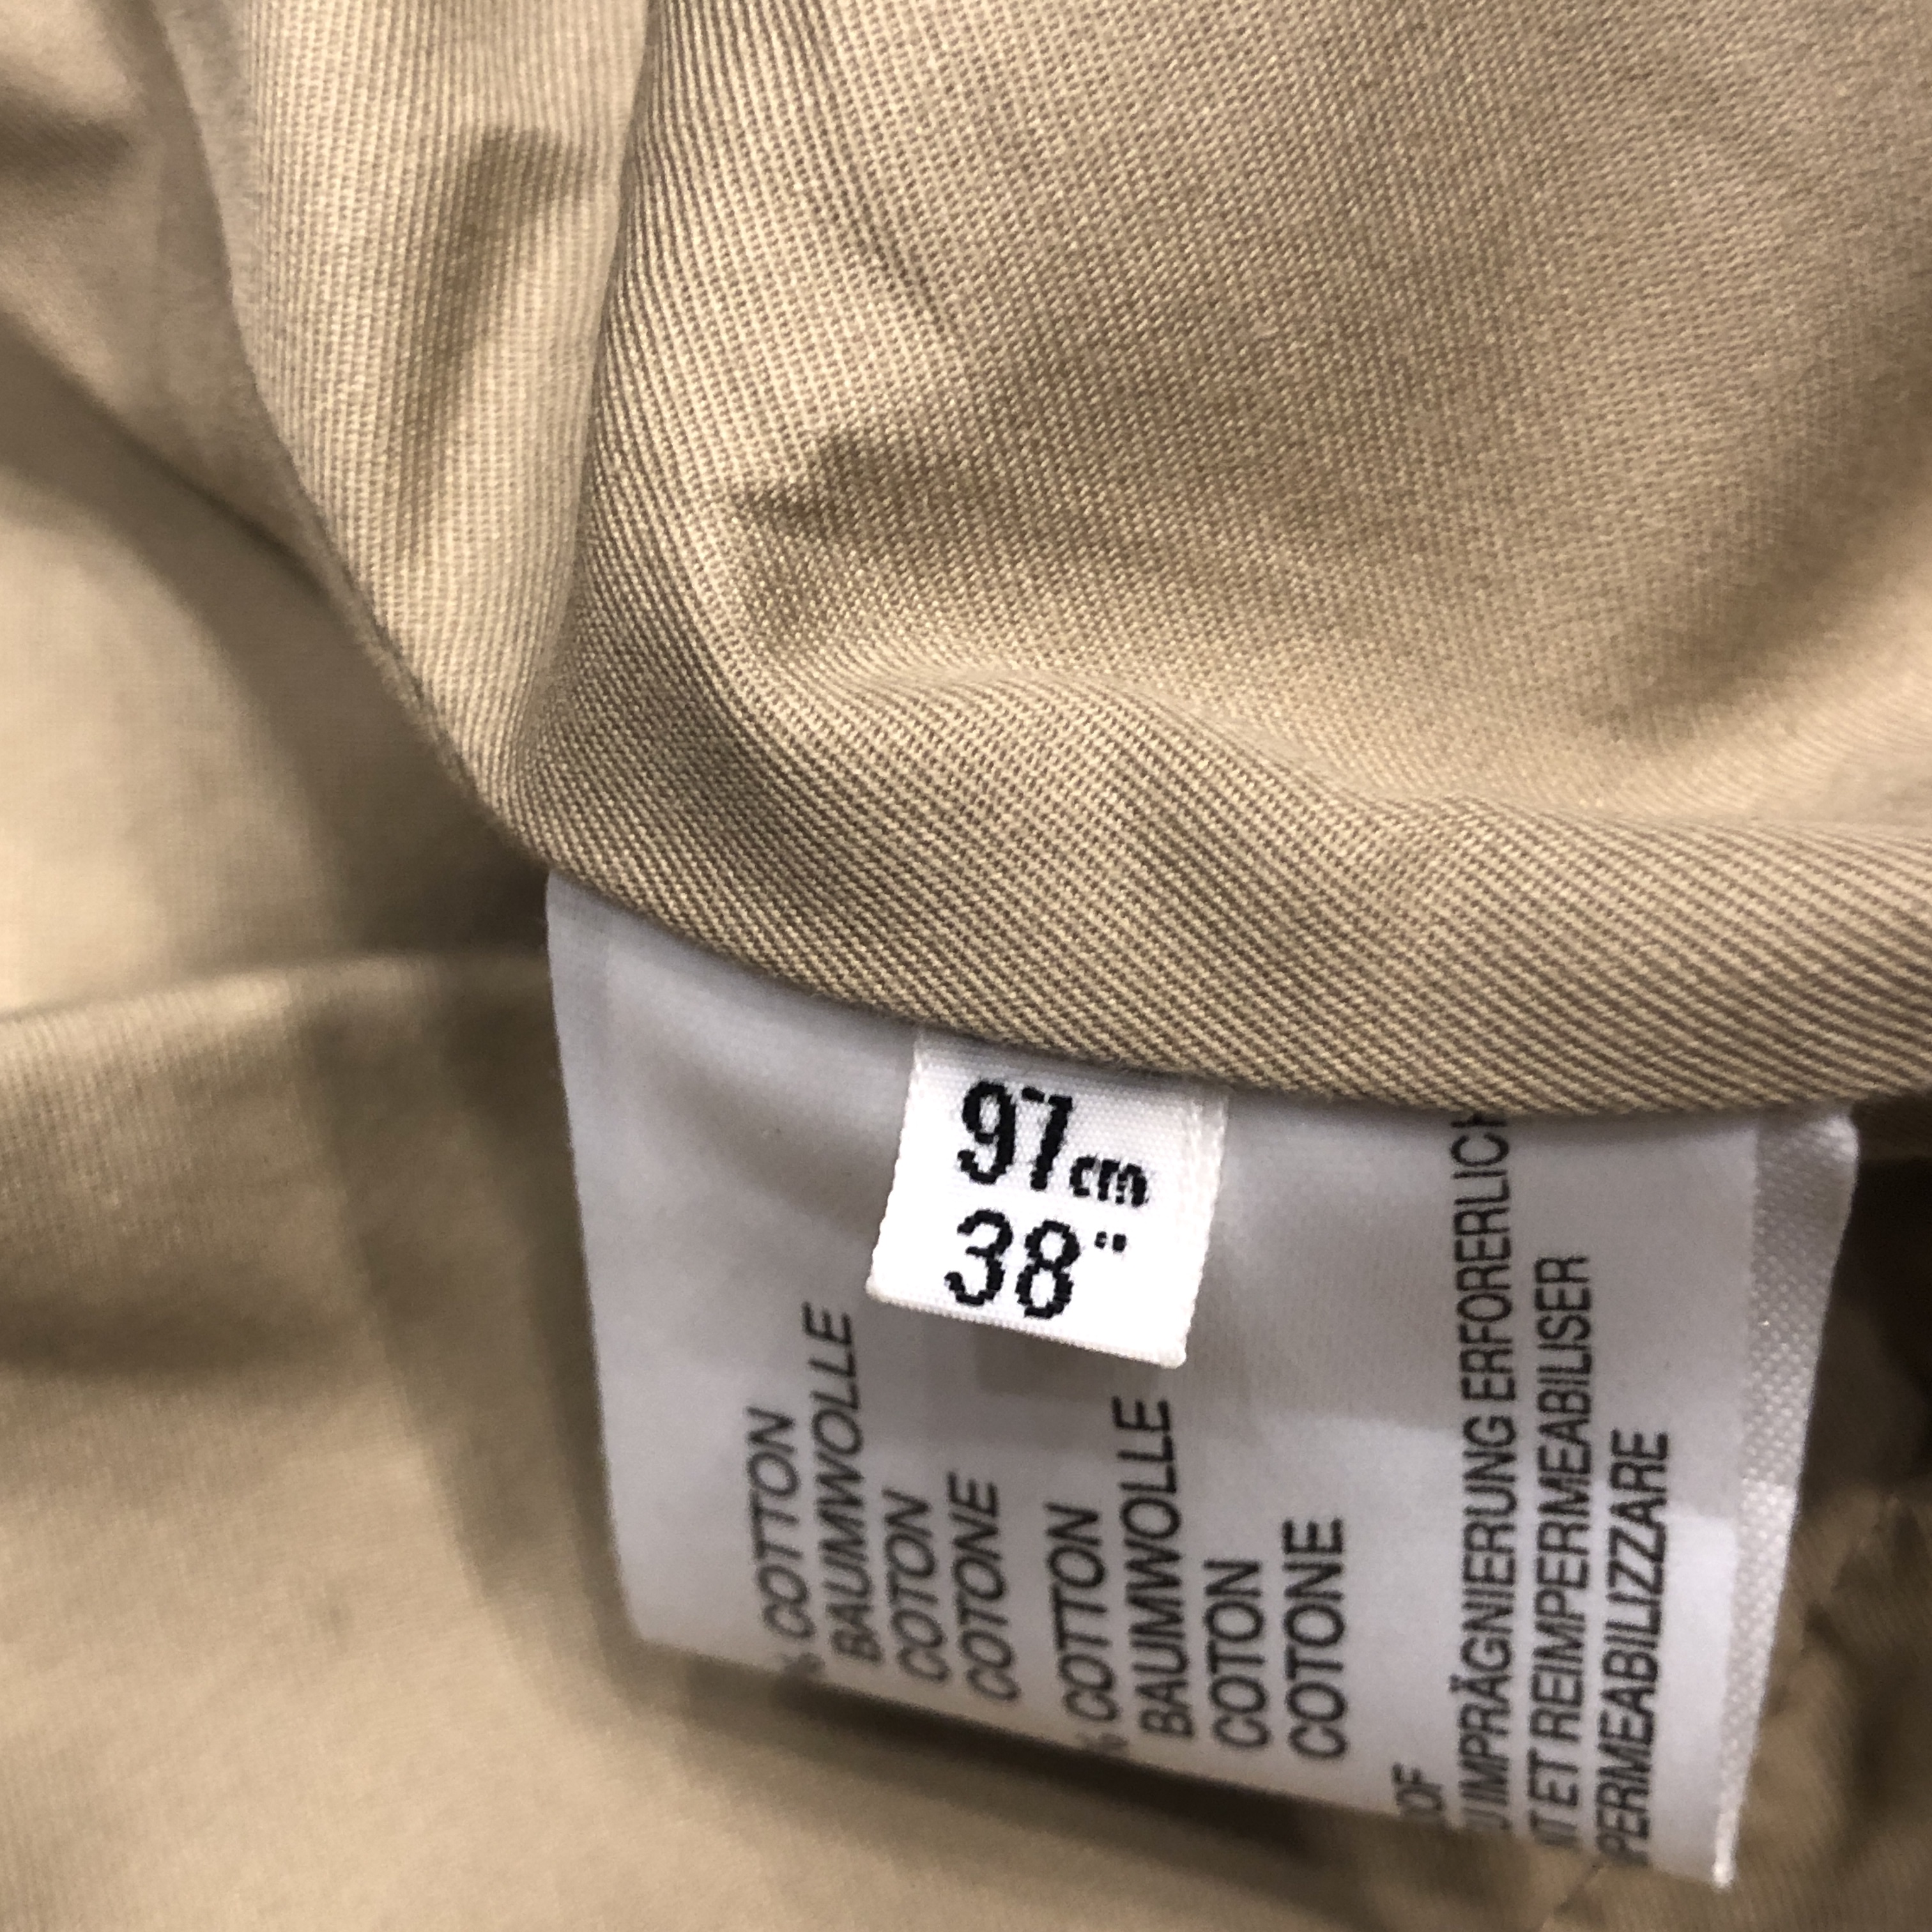 97cm
38"
COTTON
BAUMWOLLE
COTON
COTONE
COTTON
BAUMWOLLE
COTON
COTONE
IMPRÄGNIERUNG ERFORERLICH
ET REIMPERMEABILISER
PERMEABILIZZARE